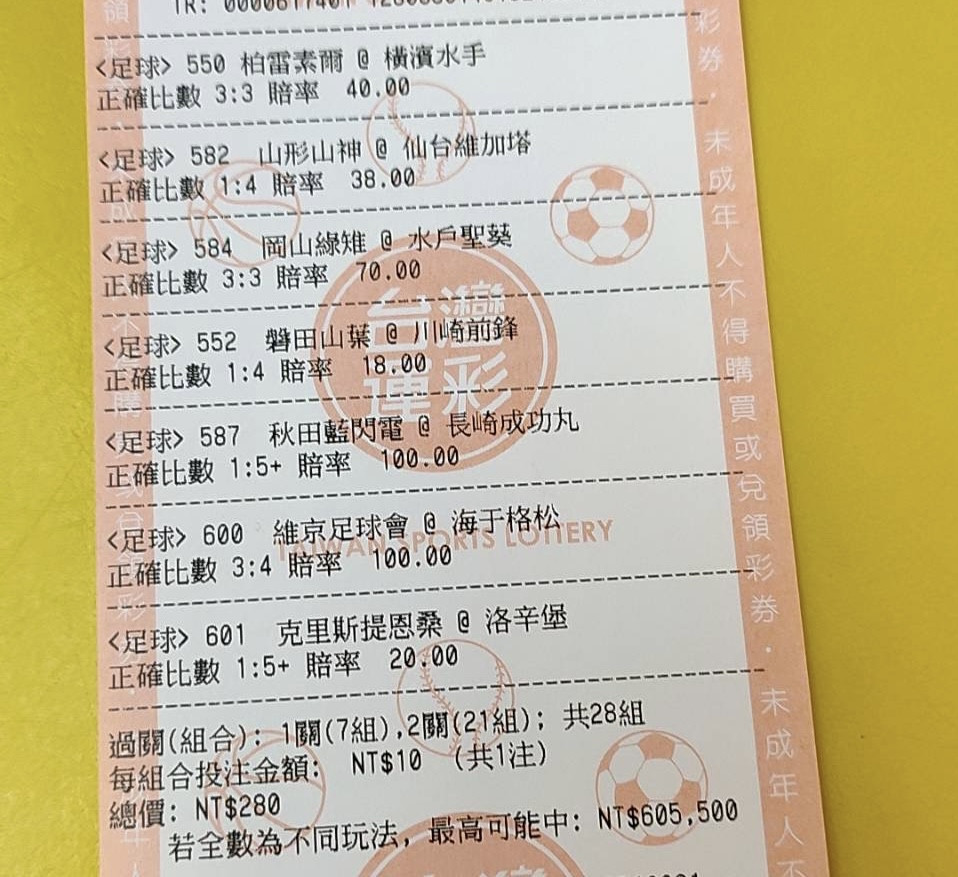 TR: 0000617401
<足球> 550 柏雷素爾 @ 橫濱水手
正確比數 3:3 賠率 40.00
<足球> 582 山形山神 @ 仙台維加塔
正確比數 1:4 賠率 38.00
<足球> 584 岡山綠雉 @ 水戶聖葵
正確比數 3:3 賠率 70.00
<足球> 552 磐田山葉 @ 川崎前鋒
正確比數 1:4 賠率 18.00
<足球> 587 秋田藍閃電 @ 長崎成功丸
正確比數 1:5+ 賠率 100.00
<足球> 600 維京足球會 @ 海于格松
正確比數 3:4 賠率 100.00
<足球> 601 克里斯提恩桑 @ 洛辛堡
正確比數 1:5+ 賠率 20.00
過關(組合): 1關(7組),2關(21組); 共28組
每組合投注金額: NT$10 (共1注)
總價: NT$280
若全數為不同玩法, 最高可能中: NT$605,500
台灣
運彩
TAIWAN SPORTS LOTTERY
彩券．未成年人不得購買或兌領彩券．未成年人不